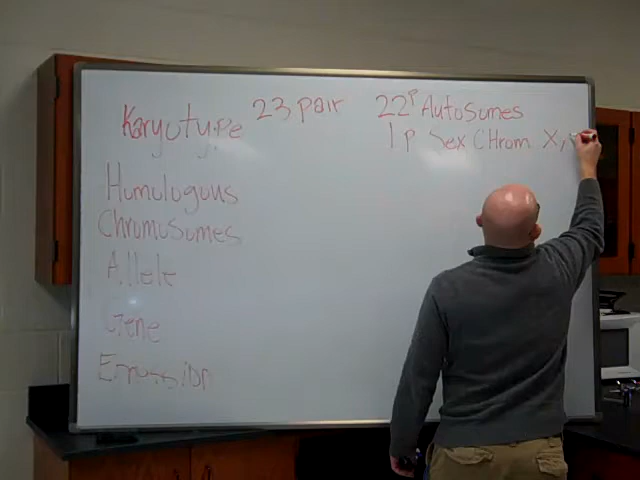 Karyotype 23 pair 22P Autosomes
1 P Sex CHrom X,
Homologous
Chromosomes
Allele
Gene